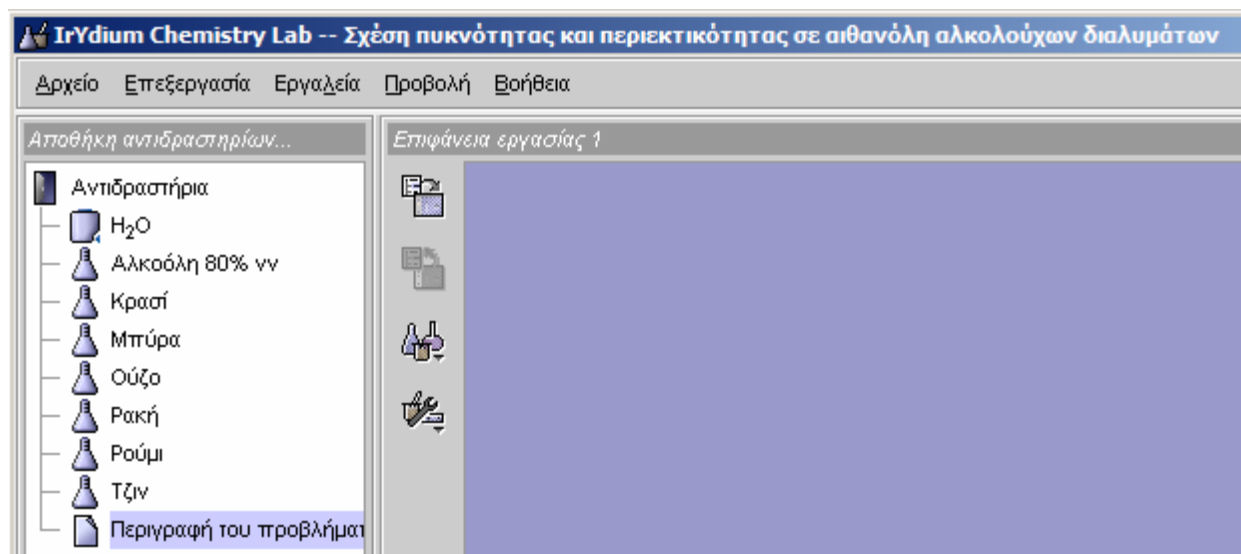 IrYdium Chemistry Lab -- Σχέση πυκνότητας και περιεκτικότητας σε αιθανόλη αλκολούχων διαλυμάτων
Αρχείο Επεξεργασία Εργαλεία Προβολή Βοήθεια
Αποθήκη αντιδραστηρίων...
Επιφάνεια εργασίας 1
Αντιδραστήρια
H₂O
Αλκοόλη 80% vv
Κρασί
Μπύρα
Ούζο
Ρακή
Ρούμι
Τζιν
Περιγραφή του προβλήματ